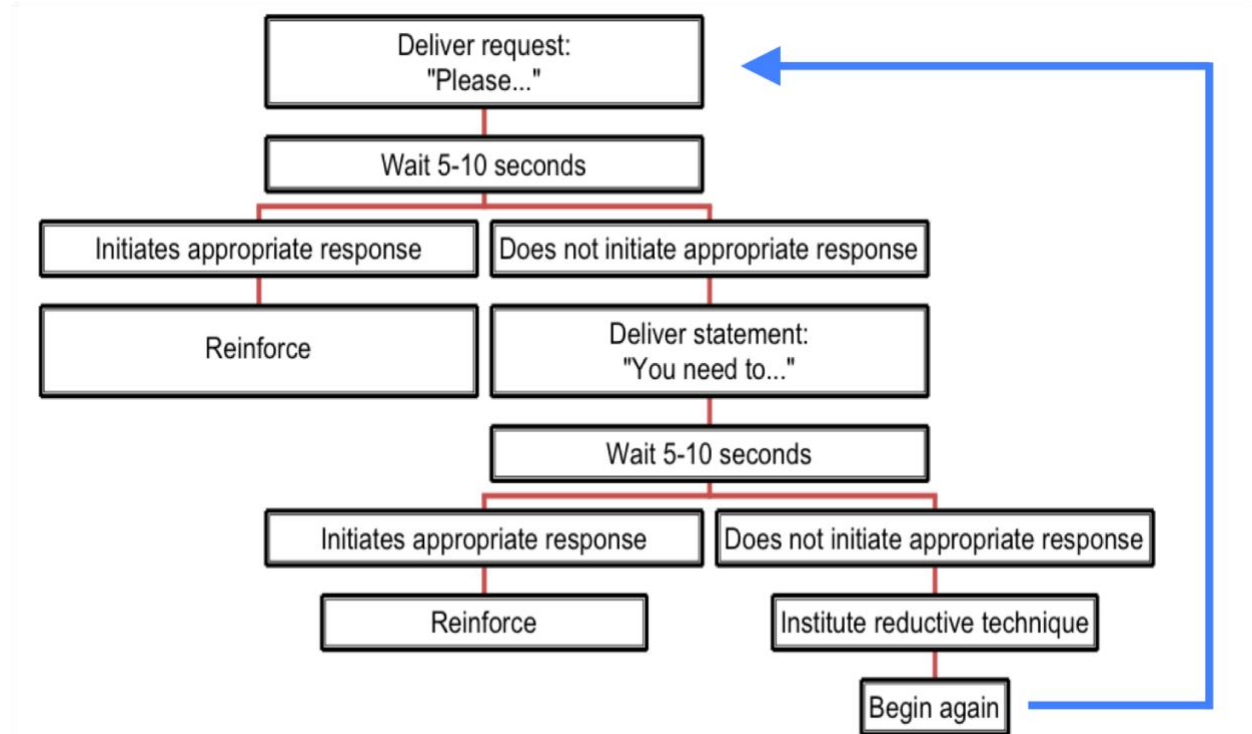 Deliver request:
"Please..."
Wait 5-10 seconds
Initiates appropriate response
Does not initiate appropriate response
Reinforce
Deliver statement:
"You need to..."
Wait 5-10 seconds
Initiates appropriate response
Does not initiate appropriate response
Reinforce
Institute reductive technique
Begin again